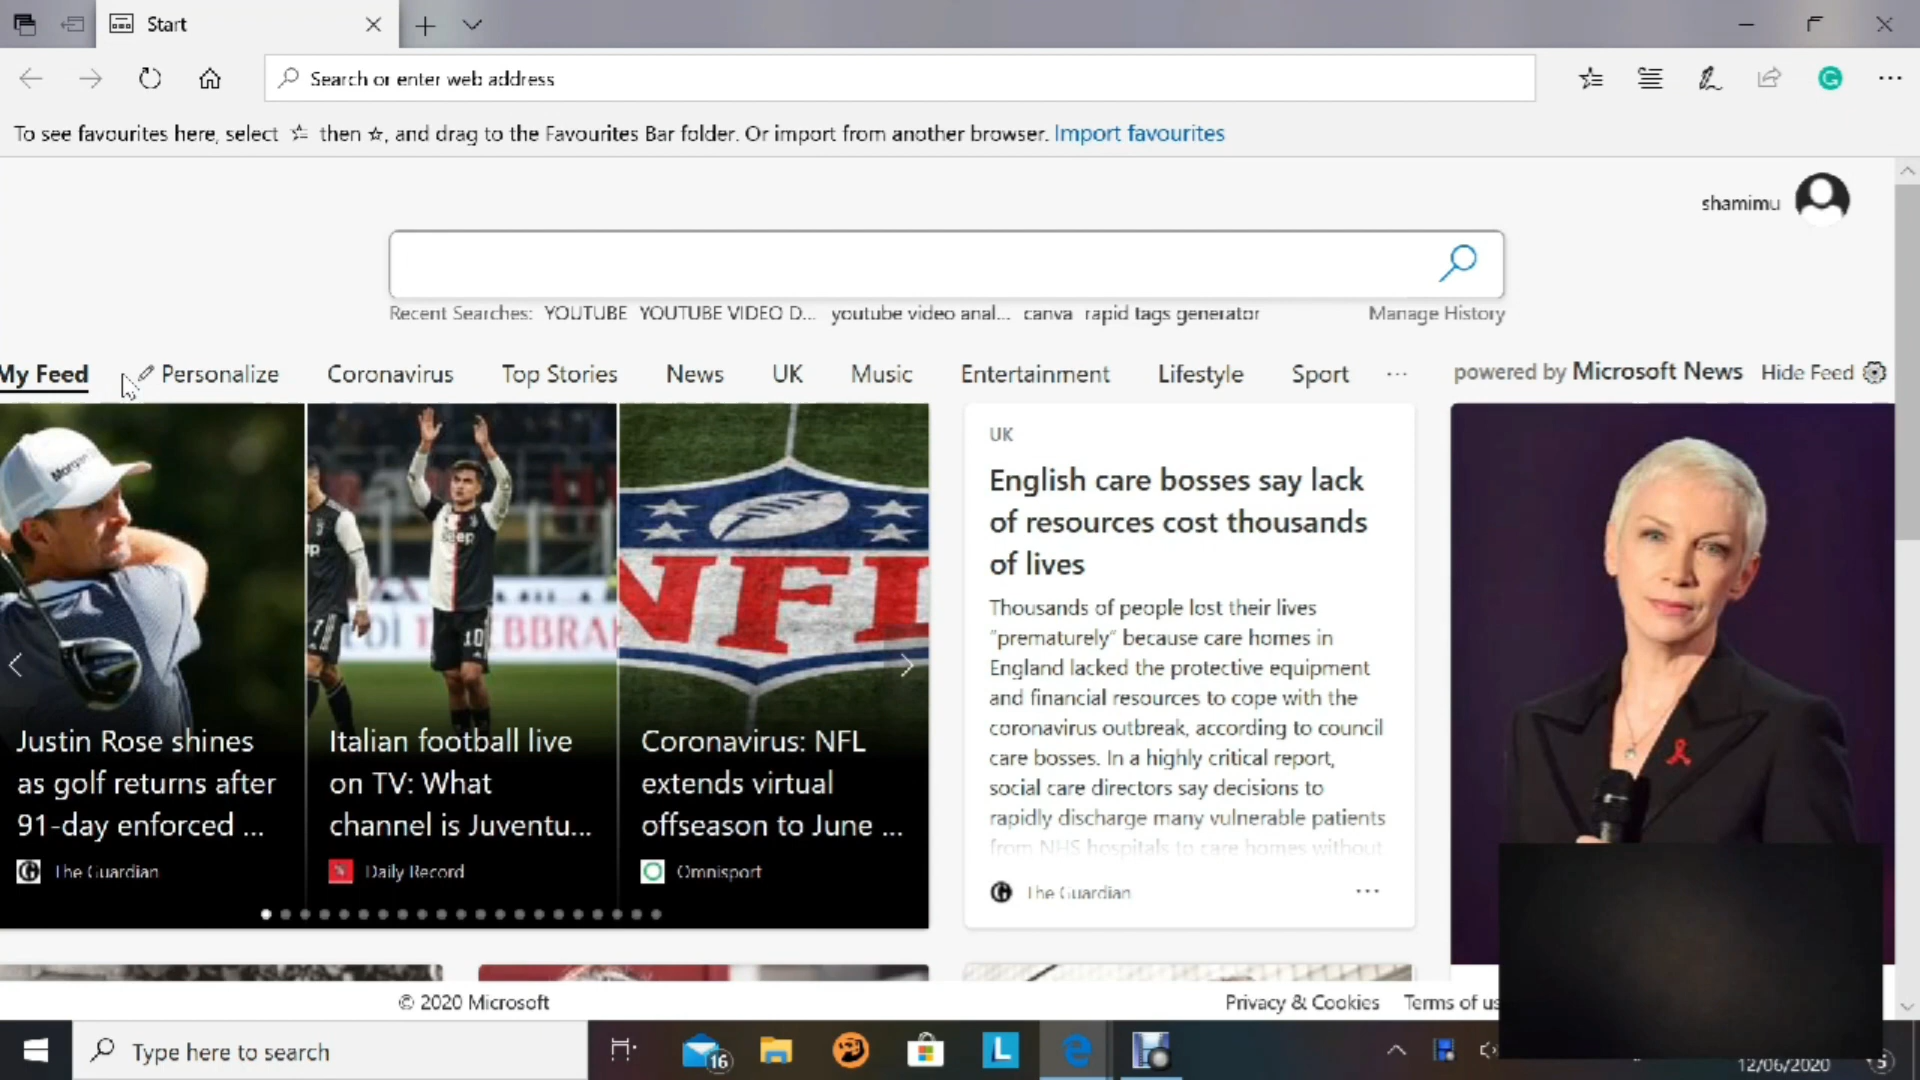 Start
Search or enter web address
To see favourites here, select then , and drag to the Favourites Bar folder. Or import from another browser. Import favourites
shamimu
Recent Searches: YOUTUBE YOUTUBE VIDEO D... youtube video anal... canva rapid tags generator Manage History
My Feed Personalize Coronavirus Top Stories News UK Music Entertainment Lifestyle Sport ... powered by Microsoft News Hide Feed
Morgan
Jeep
10
NFL
Justin Rose shines
as golf returns after
91-day enforced ...
The Guardian
Italian football live
on TV: What
channel is Juventu...
Daily Record
Coronavirus: NFL
extends virtual
offseason to June ...
Omnisport
UK
English care bosses say lack
of resources cost thousands
of lives
Thousands of people lost their lives
"prematurely" because care homes in
England lacked the protective equipment
and financial resources to cope with the
coronavirus outbreak, according to council
care bosses. In a highly critical report,
social care directors say decisions to
rapidly discharge many vulnerable patients
from NHS hospitals to care homes without
The Guardian
© 2020 Microsoft
Privacy & Cookies Terms of us
Type here to search
16
L
12/06/2020
5